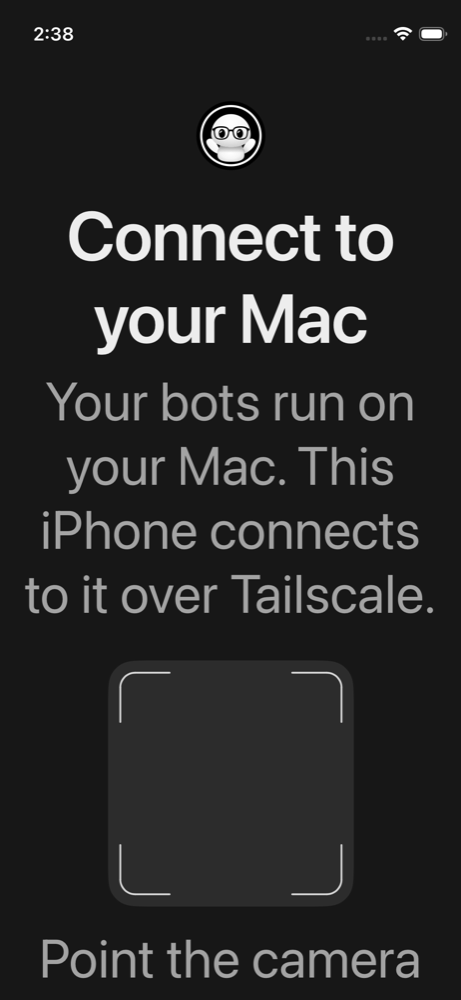 2:38
Connect to
your Mac
Your bots run on
your Mac. This
iPhone connects
to it over Tailscale.
Point the camera